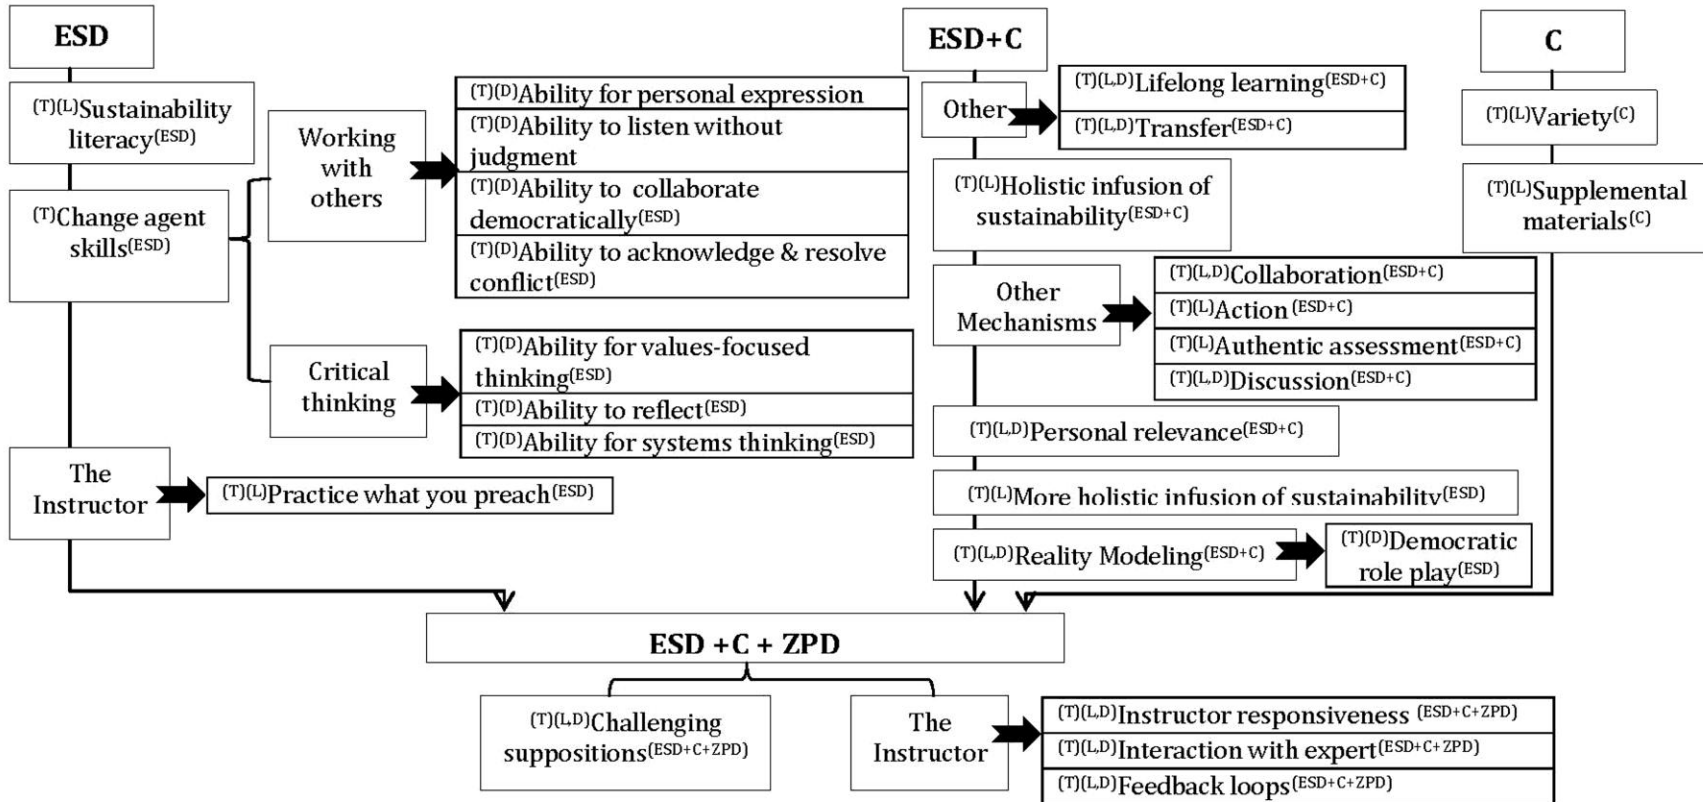 ESD
(T)(L)Sustainability
literacy(ESD)
(T)Change agent
skills(ESD)
Working
with
others
(T)(D)Ability for personal expression
(T)(D)Ability to listen without
judgment
(T)(D)Ability to collaborate
democratically(ESD)
(T)(D)Ability to acknowledge & resolve
conflict(ESD)
Critical
thinking
(T)(D)Ability for values-focused
thinking(ESD)
(T)(D)Ability to reflect(ESD)
(T)(D)Ability for systems thinking(ESD)
The
Instructor
(T)(L)Practice what you preach(ESD)
ESD+C
Other
(T)(L,D)Lifelong learning(ESD+C)
(T)(L,D)Transfer(ESD+C)
(T)(L)Holistic infusion of
sustainability(ESD+C)
Other
Mechanisms
(T)(L,D)Collaboration(ESD+C)
(T)(L)Action (ESD+C)
(T)(L)Authentic assessment(ESD+C)
(T)(L,D)Discussion(ESD+C)
(T)(L,D)Personal relevance(ESD+C)
(T)(L)More holistic infusion of sustainability(ESD)
(T)(L,D)Reality Modeling(ESD+C)
(T)(D)Democratic
role play(ESD)
C
(T)(L)Variety(C)
(T)(L)Supplemental
materials(C)
ESD +C + ZPD
(T)(L,D)Challenging
suppositions(ESD+C+ZPD)
The
Instructor
(T)(L,D)Instructor responsiveness (ESD+C+ZPD)
(T)(L,D)Interaction with expert(ESD+C+ZPD)
(T)(L,D)Feedback loops(ESD+C+ZPD)